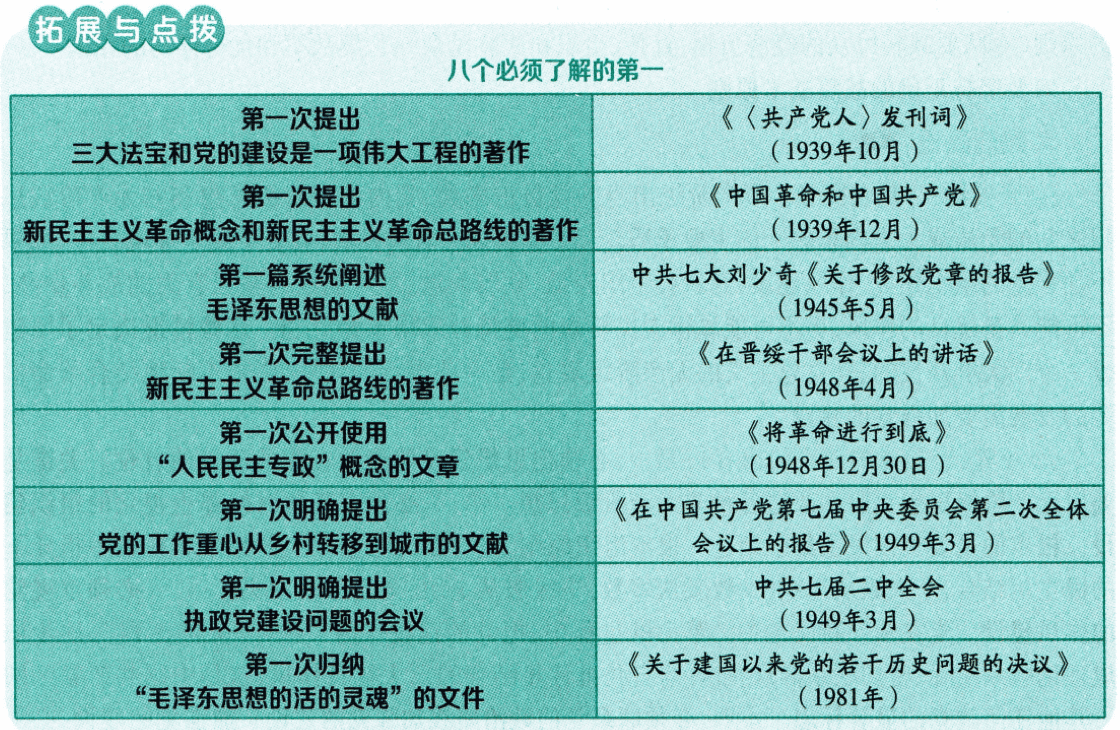 拓展与点拨
八个必须了解的第一
第一次提出
三大法宝和党的建设是一项伟大工程的著作
《〈共产党人〉发刊词》
（1939年10月）
第一次提出
新民主主义革命概念和新民主主义革命总路线的著作
《中国革命和中国共产党》
（1939年12月）
第一篇系统阐述
毛泽东思想的文献
中共七大刘少奇《关于修改党章的报告》
（1945年5月）
第一次完整提出
新民主主义革命总路线的著作
《在晋绥干部会议上的讲话》
（1948年4月）
第一次公开使用
“人民民主专政”概念的文章
《将革命进行到底》
（1948年12月30日）
第一次明确提出
党的工作重心从乡村转移到城市的文献
《在中国共产党第七届中央委员会第二次全体
会议上的报告》（1949年3月）
第一次明确提出
执政党建设问题的会议
中共七届二中全会
（1949年3月）
第一次归纳
“毛泽东思想的活的灵魂”的文件
《关于建国以来党的若干历史问题的决议》
（1981年）